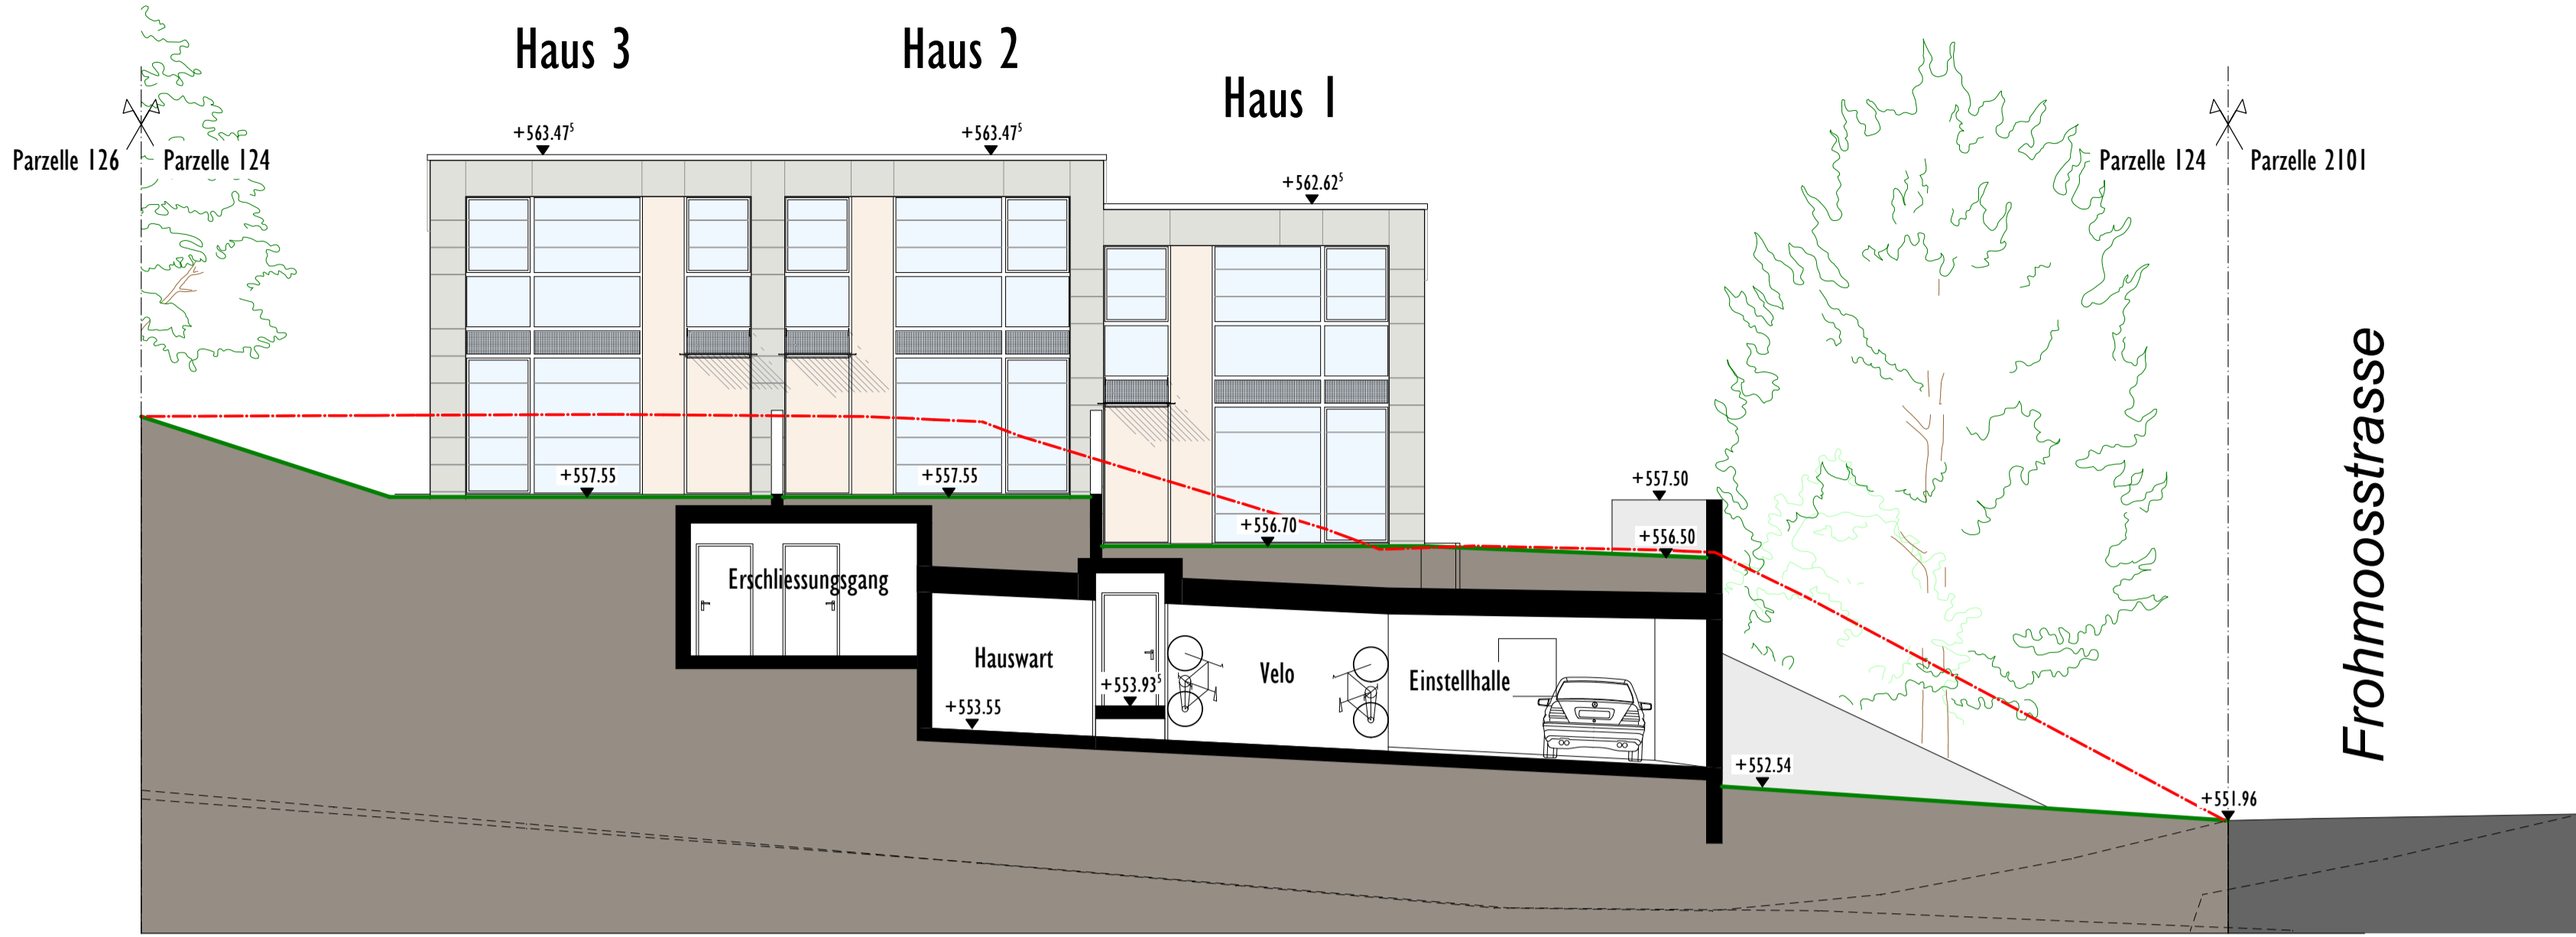 Haus 3
Haus 2
Haus 1
+563.47⁵
+563.47⁵
+562.62⁵
Parzelle 126
Parzelle 124
Parzelle 124
Parzelle 2101
Frohmoosstrasse
+557.55
+557.55
+556.70
+557.50
+556.50
Erschliessungsgang
Hauswart
Velo
Einstellhalle
+553.93⁵
+553.55
+552.54
+551.96